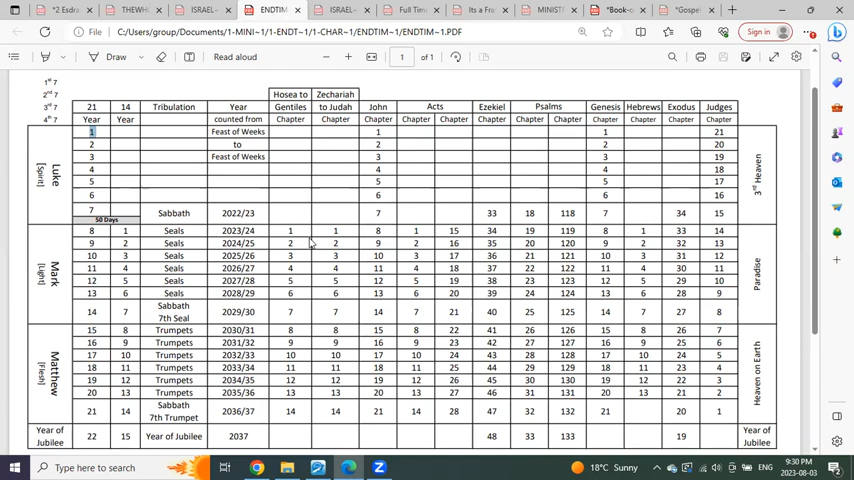 *2 Esdra
THEWH
ISRAEL-
ENDTIM
ISRAEL-
Full Time
Its a Fra
MINIST
*Book-o
*Gospel
File
C:/Users/group/Documents/1-MINI~1/1-ENDT~1/1-CHAR~1/ENDTIM~1/ENDTIM~1.PDF
Sign in
Draw
Read aloud
1
of 1
1st 7
2nd 7 Hosea to Zechariah
3rd 7 21 14 Tribulation Year Gentiles to Judah John Acts Ezekiel Psalms Genesis Hebrews Exodus Judges
4th 7 Year Year counted from Chapter Chapter Chapter Chapter Chapter Chapter Chapter Chapter Chapter Chapter Chapter Chapter
Luke
[Spirit]
1 Feast of Weeks 1 1 21
2 to 2 2 20
3 Feast of Weeks 3 3 19
4 4 4 18
5 5 5 17
6 6 6 16
7 Sabbath 2022/23 7 33 18 118 7 34 15
50 Days
3rd Heaven
Mark
[Light]
8 1 Seals 2023/24 1 1 8 1 15 34 19 119 8 1 33 14
9 2 Seals 2024/25 2 2 9 2 16 35 20 120 9 2 32 13
10 3 Seals 2025/26 3 3 10 3 17 36 21 121 10 3 31 12
11 4 Seals 2026/27 4 4 11 4 18 37 22 122 11 4 30 11
12 5 Seals 2027/28 5 5 12 5 19 38 23 123 12 5 29 10
13 6 Seals 2028/29 6 6 13 6 20 39 24 124 13 6 28 9
14 7 Sabbath 2029/30 7 7 14 7 21 40 25 125 14 7 27 8
7th Seal
Paradise
Matthew
[Flesh]
15 8 Trumpets 2030/31 8 8 15 8 22 41 26 126 15 8 26 7
16 9 Trumpets 2031/32 9 9 16 9 23 42 27 127 16 9 25 6
17 10 Trumpets 2032/33 10 10 17 10 24 43 28 128 17 10 24 5
18 11 Trumpets 2033/34 11 11 18 11 25 44 29 129 18 11 23 4
19 12 Trumpets 2034/35 12 12 19 12 26 45 30 130 19 12 22 3
20 13 Trumpets 2035/36 13 13 20 13 27 46 31 131 20 13 21 2
21 14 Sabbath 2036/37 14 14 21 14 28 47 32 132 21 20 1
7th Trumpet
Heaven on Earth
Year of Jubilee
22 15 Year of Jubilee 2037 48 33 133 19
Year of Jubilee
Type here to search
18°C Sunny
ENG
9:30 PM
2023-08-03
2